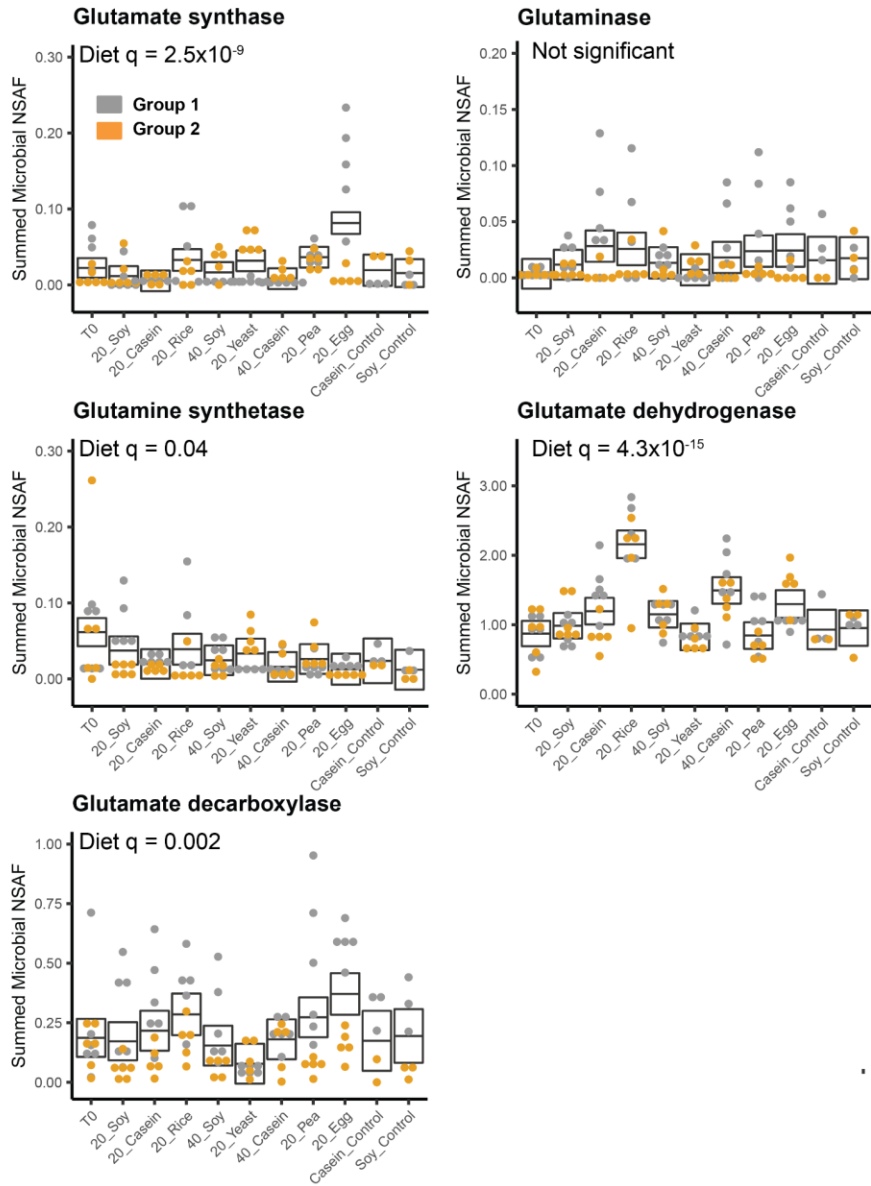 Glutamate synthase
Diet q = 2.5x10⁻⁹
Group 1
Group 2
Summed Microbial NSAF
0.30
0.20
0.10
0.00
T0
20_Soy
20_Casein
20_Rice
40_Soy
20_Yeast
40_Casein
20_Pea
20_Egg
Casein_Control
Soy_Control
Glutaminase
Not significant
Summed Microbial NSAF
0.20
0.15
0.10
0.05
0.00
T0
20_Soy
20_Casein
20_Rice
40_Soy
20_Yeast
40_Casein
20_Pea
20_Egg
Casein_Control
Soy_Control
Glutamine synthetase
Diet q = 0.04
Summed Microbial NSAF
0.30
0.20
0.10
0.00
T0
20_Soy
20_Casein
20_Rice
40_Soy
20_Yeast
40_Casein
20_Pea
20_Egg
Casein_Control
Soy_Control
Glutamate dehydrogenase
Diet q = 4.3x10⁻¹⁵
Summed Microbial NSAF
3.00
2.00
1.00
0.00
T0
20_Soy
20_Casein
20_Rice
40_Soy
20_Yeast
40_Casein
20_Pea
20_Egg
Casein_Control
Soy_Control
Glutamate decarboxylase
Diet q = 0.002
Summed Microbial NSAF
1.00
0.75
0.50
0.25
0.00
T0
20_Soy
20_Casein
20_Rice
40_Soy
20_Yeast
40_Casein
20_Pea
20_Egg
Casein_Control
Soy_Control